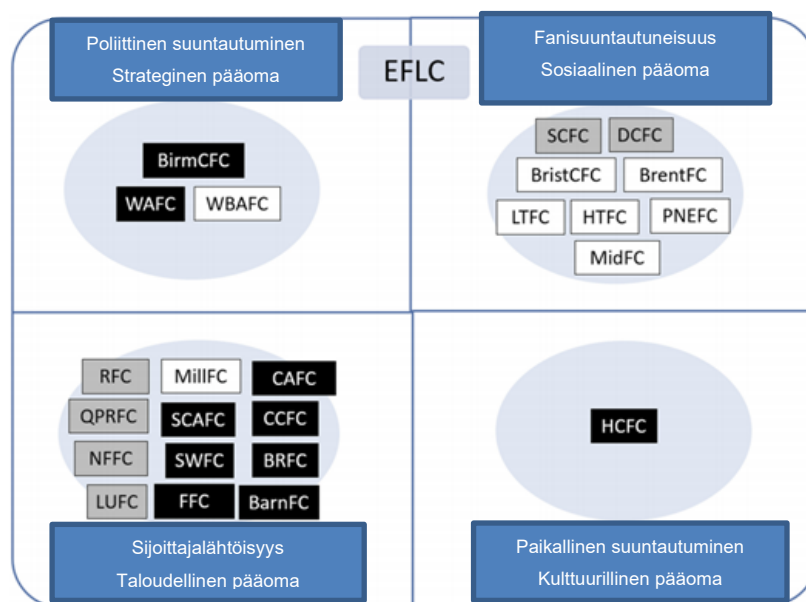 Poliittinen suuntautuminen
Strateginen pääoma
EFLC
Fanisuuntautuneisuus
Sosiaalinen pääoma
BirmCFC
WAFC WBAFC
SCFC DCFC
BristCFC BrentFC
LTFC HTFC PNEFC
MidFC
RFC MillFC CAFC
QPRFC SCAFC CCFC
NFFC SWFC BRFC
LUFC FFC BarnFC
Sijoittajalähtöisyys
Taloudellinen pääoma
HCFC
Paikallinen suuntautuminen
Kulttuurillinen pääoma